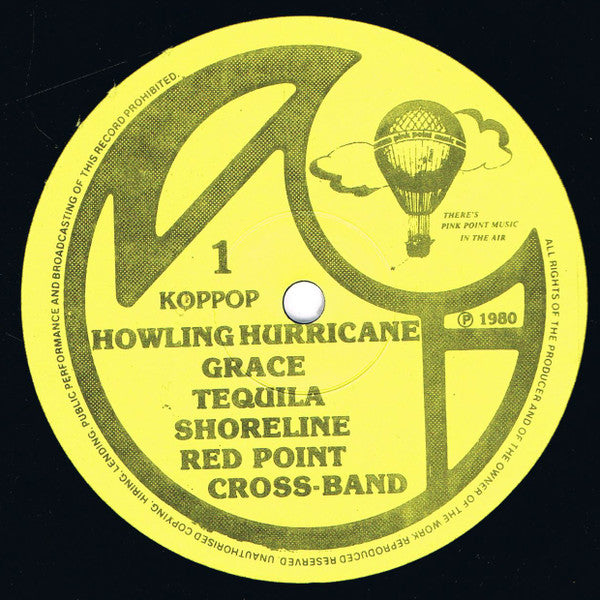 ALL RIGHTS OF THE PRODUCER AND OF THE OWNER OF THE WORK REPRODUCED RESERVED. UNAUTHORISED COPYING, HIRING, LENDING, PUBLIC PERFORMANCE AND BROADCASTING OF THIS RECORD PROHIBITED.
pink point music
THERE'S
PINK POINT MUSIC
IN THE AIR
1
KOPPOP
℗ 1980
HOWLING HURRICANE
GRACE
TEQUILA
SHORELINE
RED POINT
CROSS-BAND